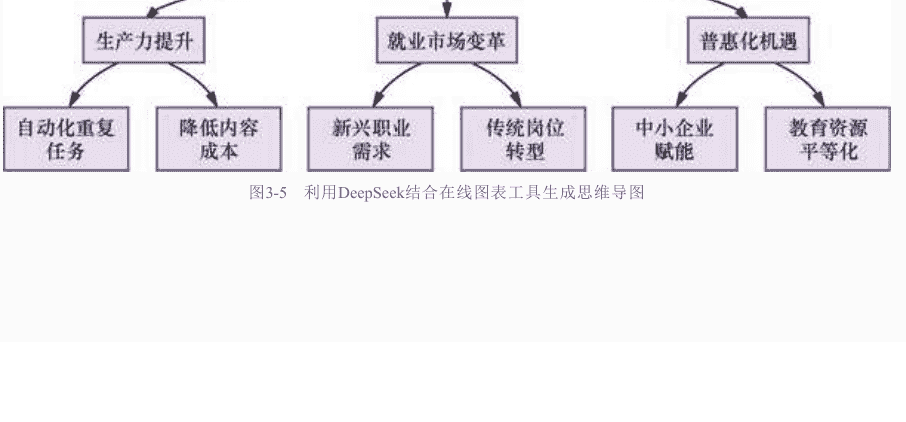 生产力提升
就业市场变革
普惠化机遇
自动化重复
任务
降低内容
成本
新兴职业
需求
传统岗位
转型
中小企业
赋能
教育资源
平等化
图3-5 利用DeepSeek结合在线图表工具生成思维导图